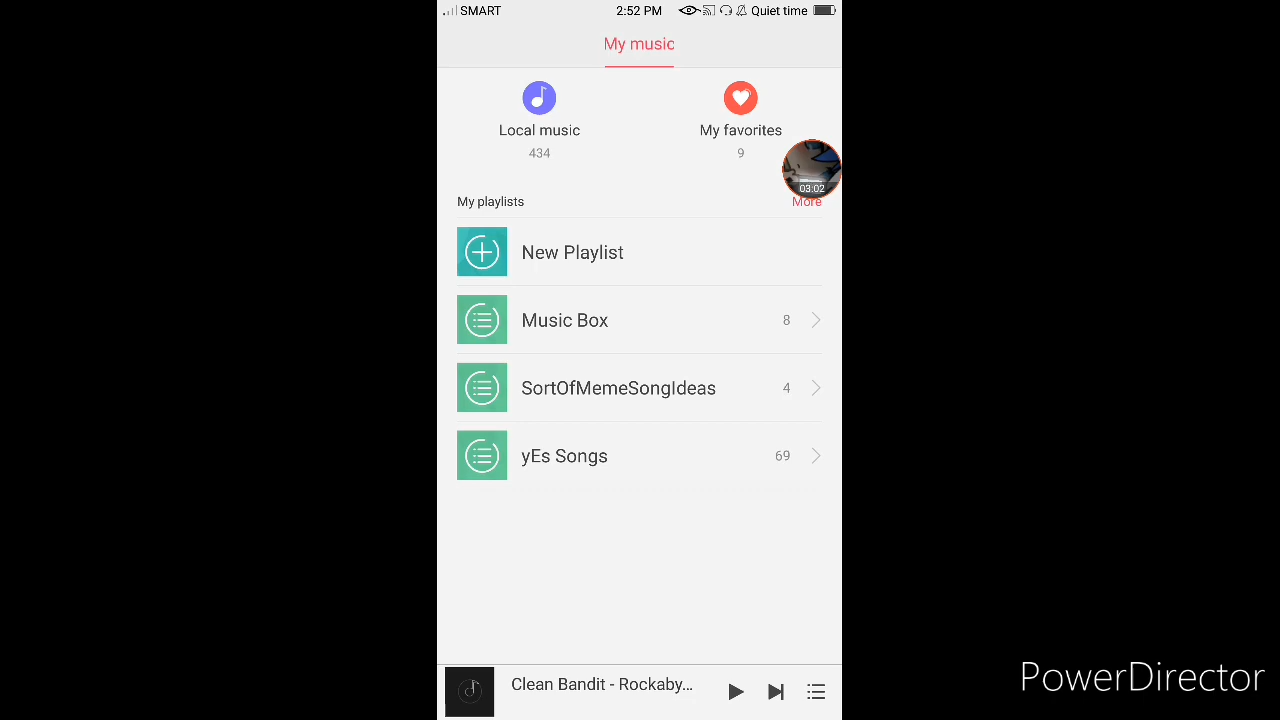 SMART 2:52 PM Quiet time
My music
Local music
434
My favorites
9
03:02
My playlists More
New Playlist
Music Box 8
SortOfMemeSongIdeas 4
yEs Songs 69
Clean Bandit - Rockaby...
PowerDirector